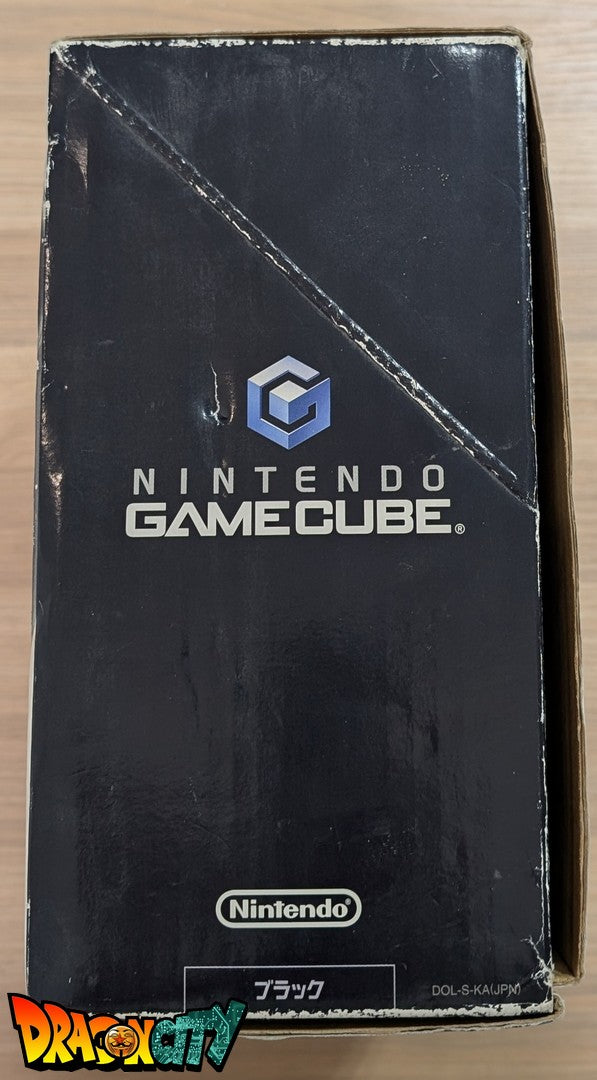 NINTENDO
GAMECUBE®
Nintendo®
ブラック
DOL-S-KA(JPN)
DRAGON CITY